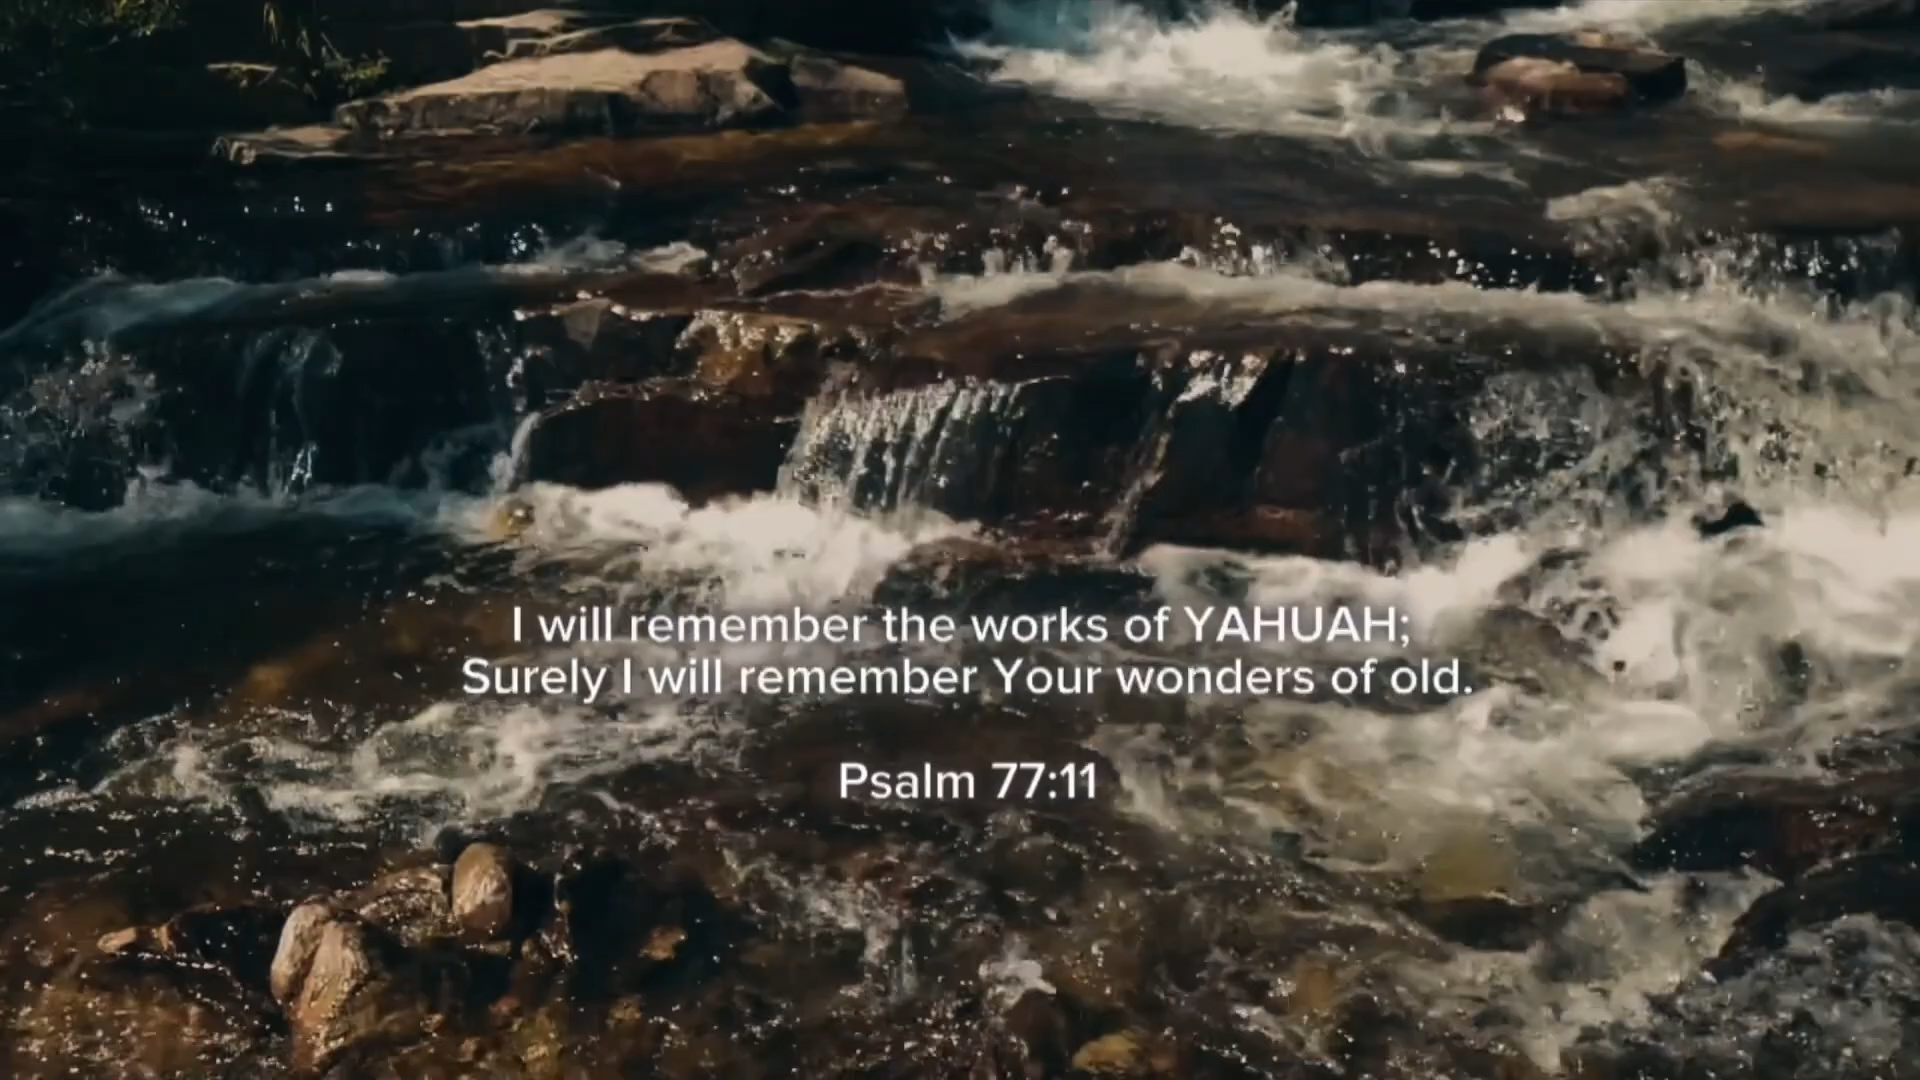 I will remember the works of YAHUAH;
Surely I will remember Your wonders of old.
Psalm 77:11